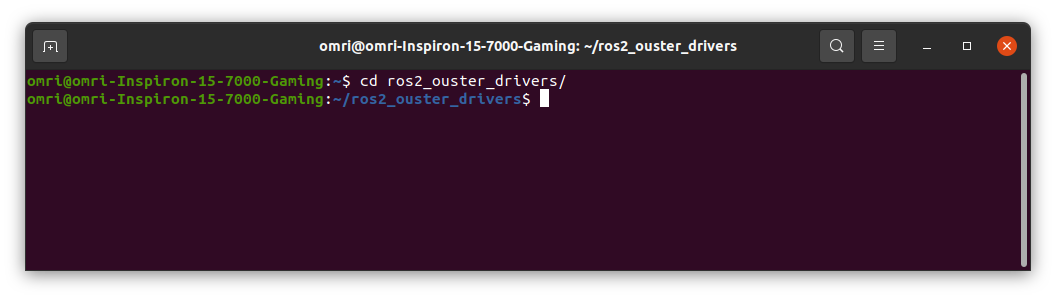 omri@omri-Inspiron-15-7000-Gaming: ~/ros2_ouster_drivers
omri@omri-Inspiron-15-7000-Gaming:~$ cd ros2_ouster_drivers/
omri@omri-Inspiron-15-7000-Gaming:~/ros2_ouster_drivers$